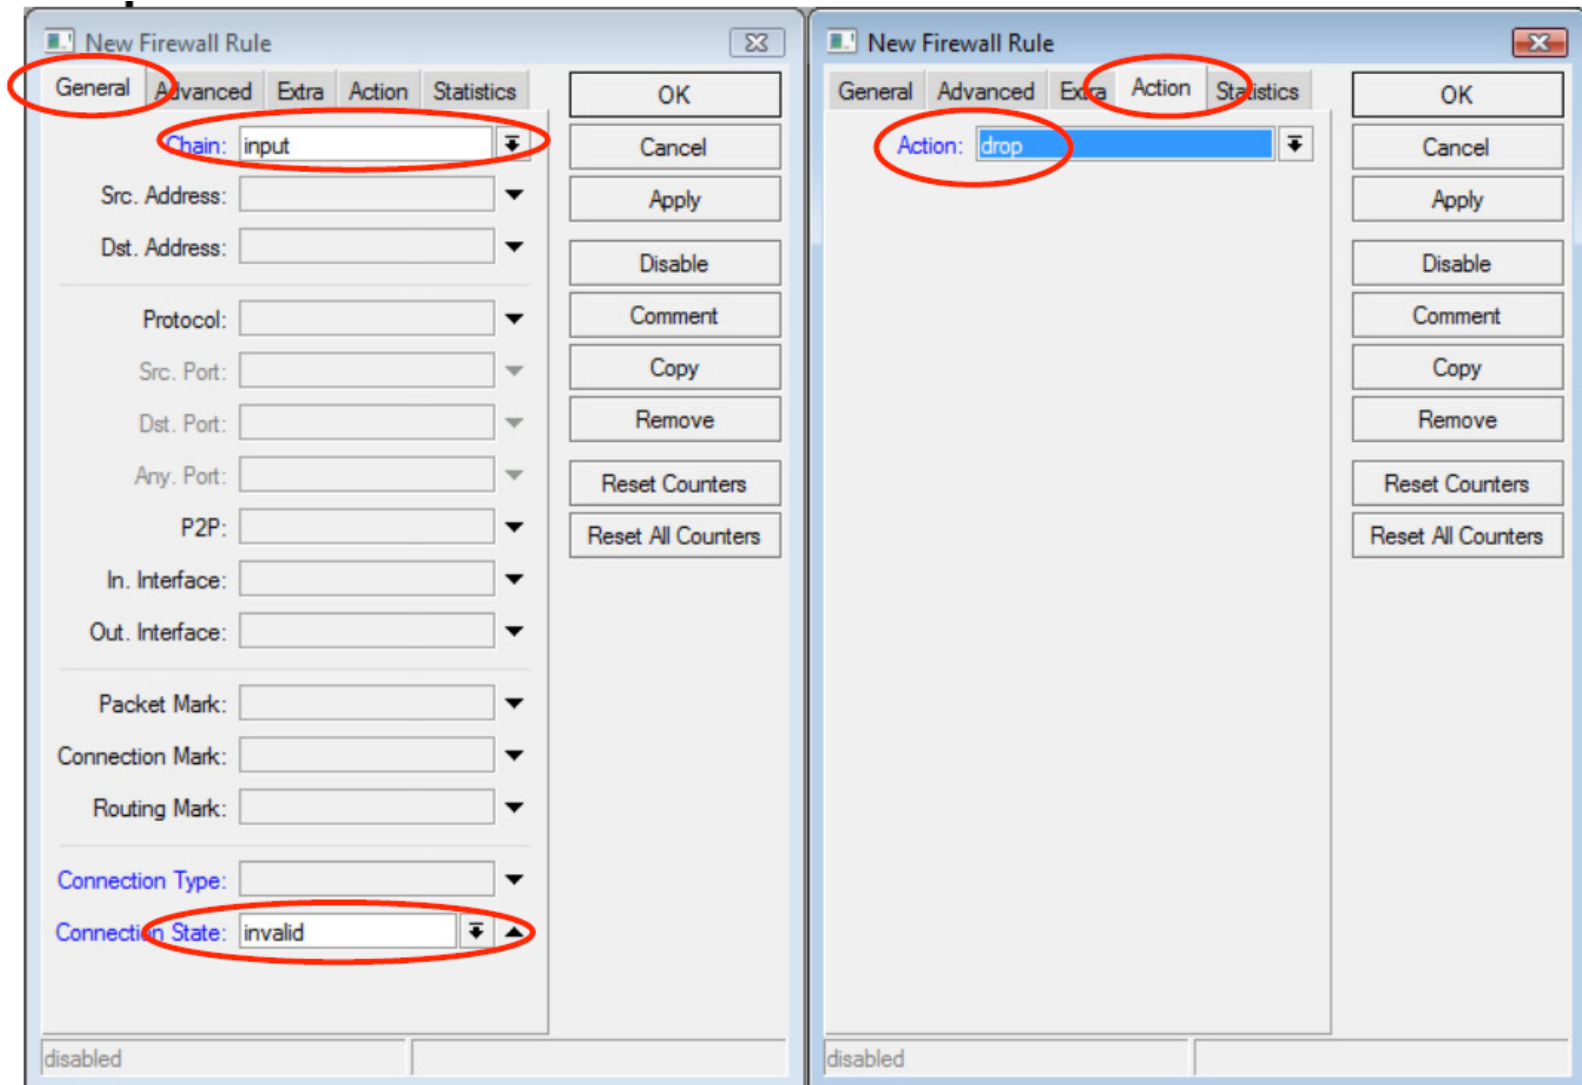 New Firewall Rule
General Advanced Extra Action Statistics
Chain: input
Src. Address:
Dst. Address:
Protocol:
Src. Port:
Dst. Port:
Any. Port:
P2P:
In. Interface:
Out. Interface:
Packet Mark:
Connection Mark:
Routing Mark:
Connection Type:
Connection State: invalid
OK
Cancel
Apply
Disable
Comment
Copy
Remove
Reset Counters
Reset All Counters
disabled
New Firewall Rule
General Advanced Extra Action Statistics
Action: drop
OK
Cancel
Apply
Disable
Comment
Copy
Remove
Reset Counters
Reset All Counters
disabled